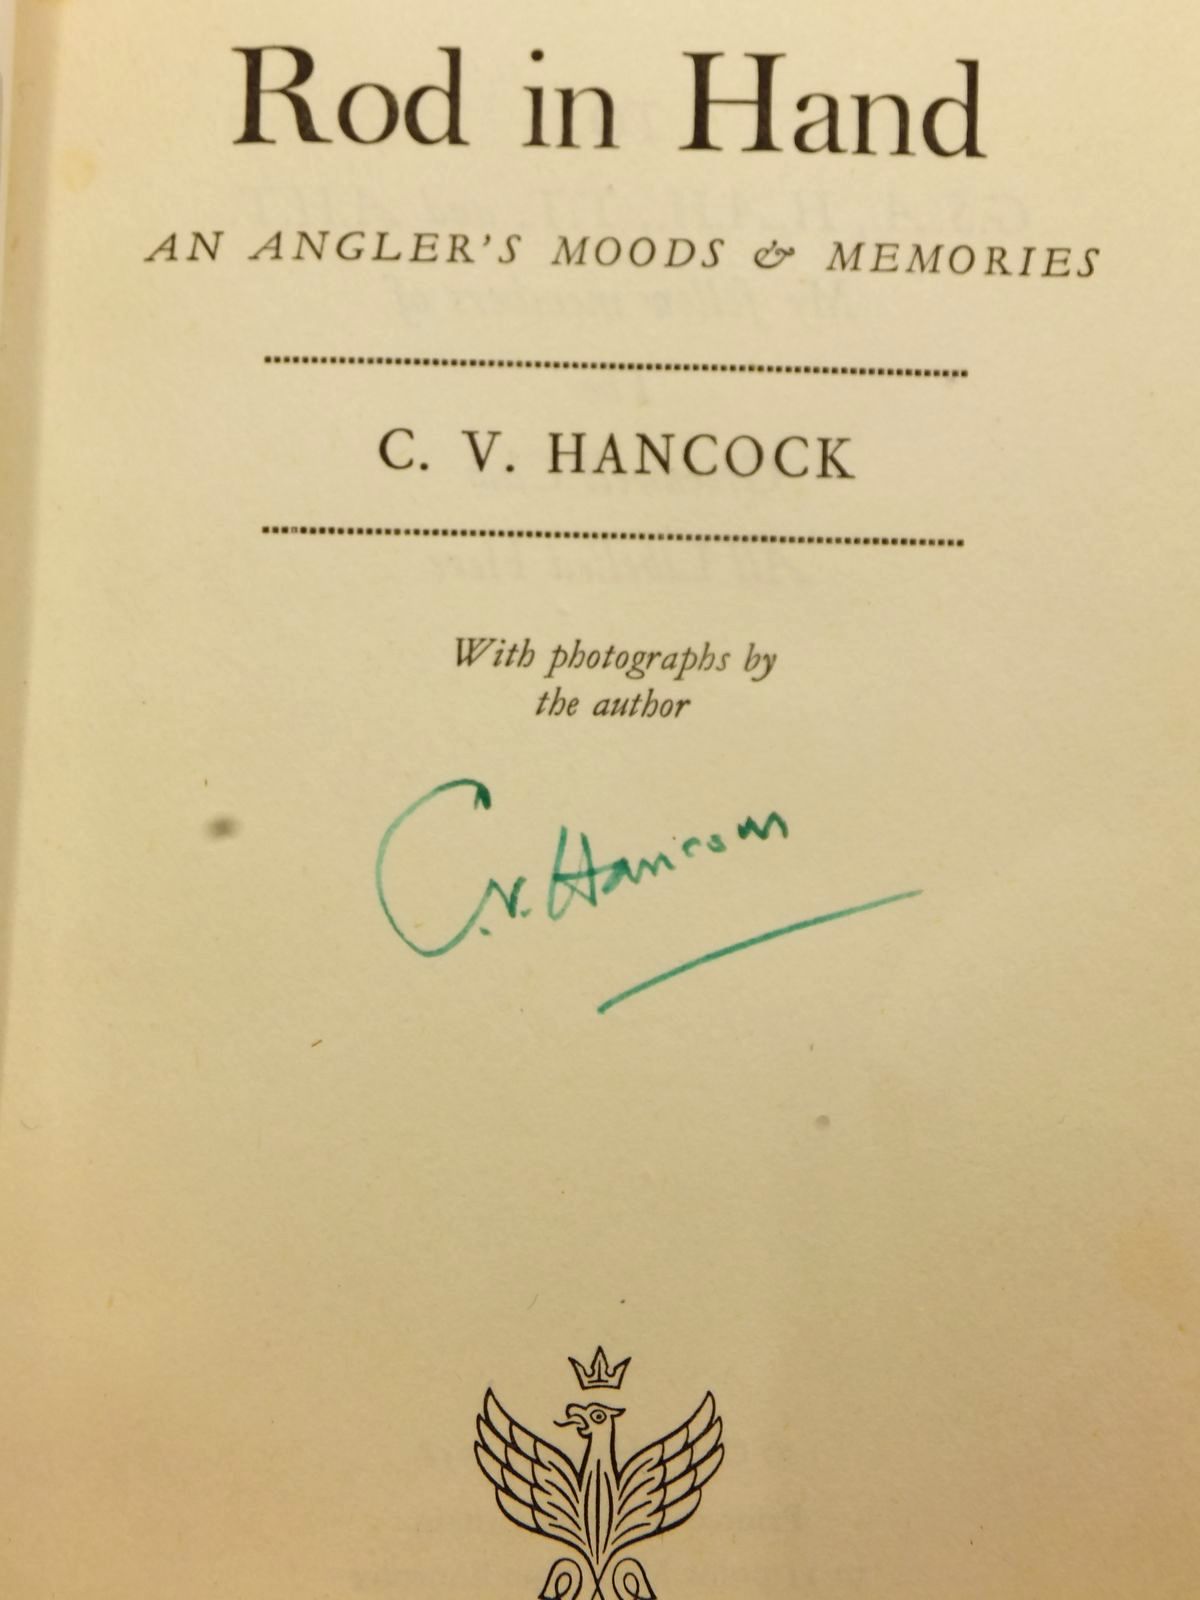 Rod in Hand
AN ANGLER'S MOODS & MEMORIES
C. V. HANCOCK
With photographs by
the author
C.V. Hancock